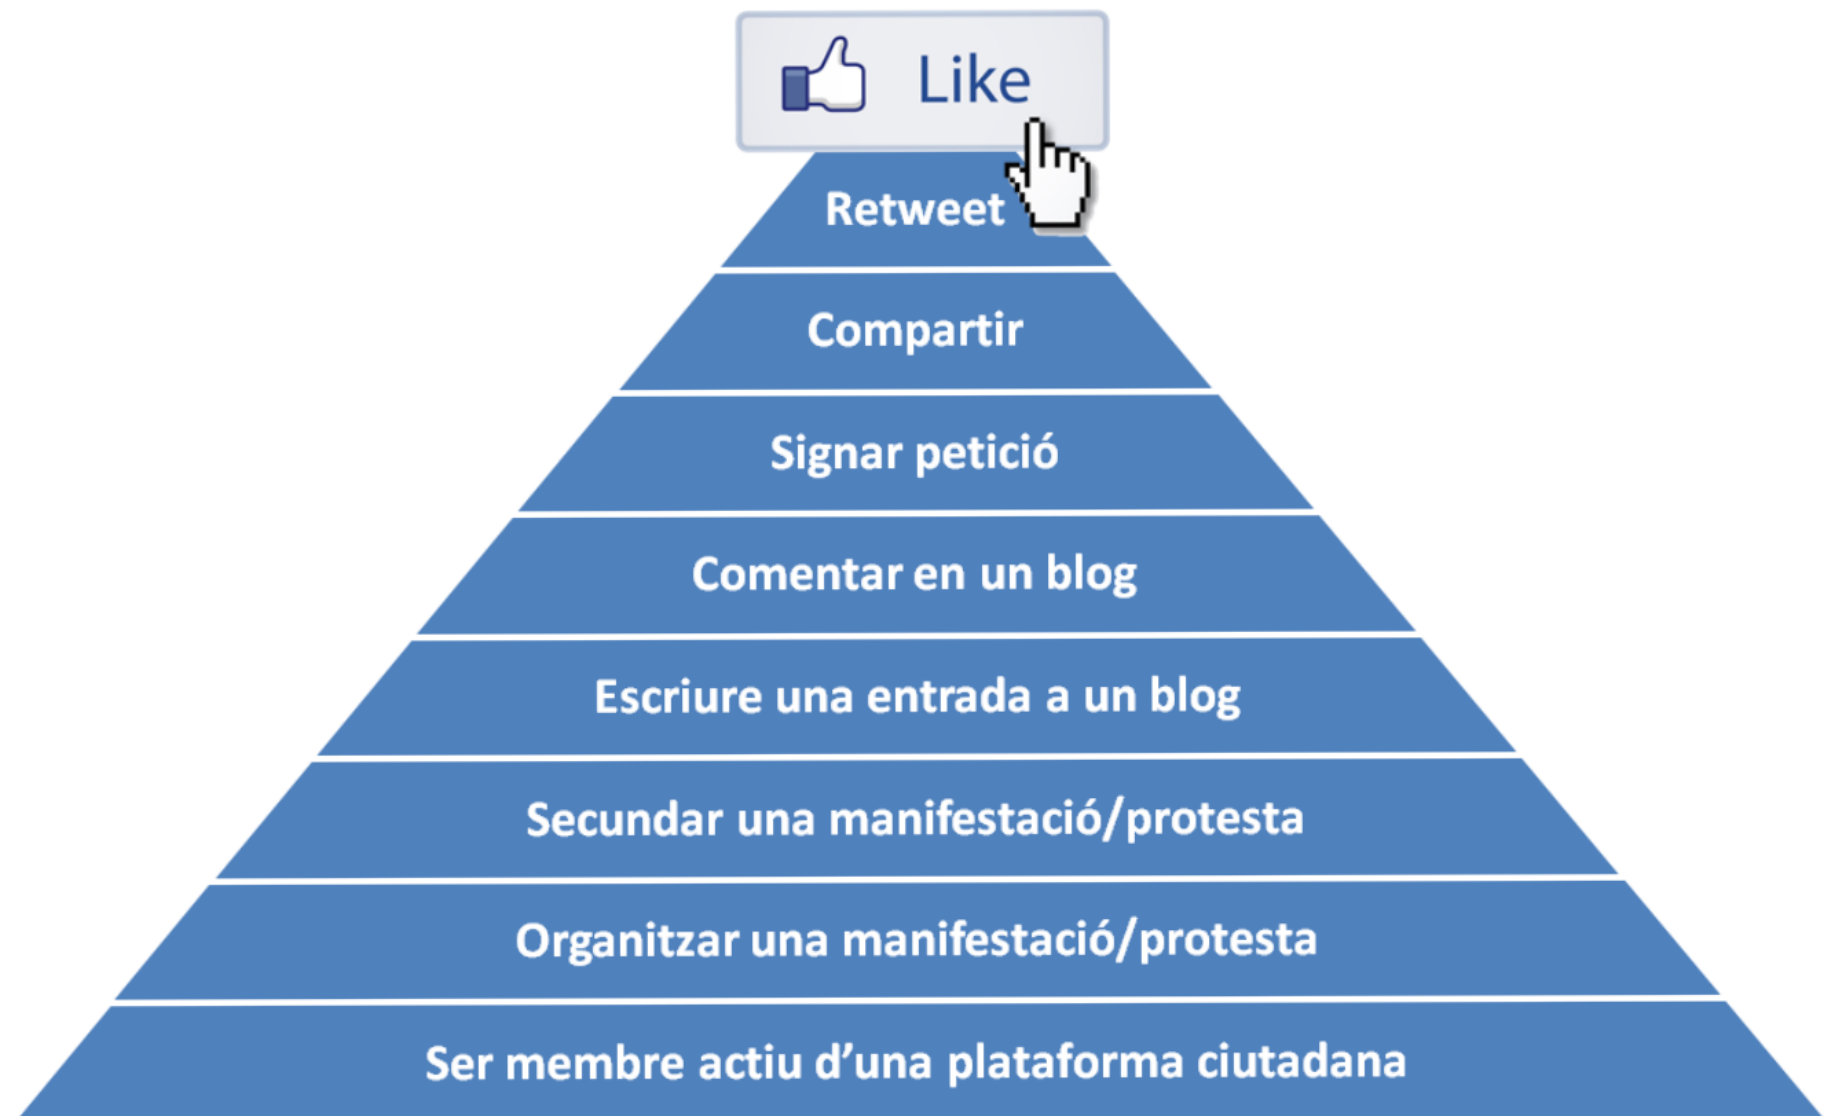 Like
Retweet
Compartir
Signar petició
Comentar en un blog
Escriure una entrada a un blog
Secundar una manifestació/protesta
Organitzar una manifestació/protesta
Ser membre actiu d’una plataforma ciutadana